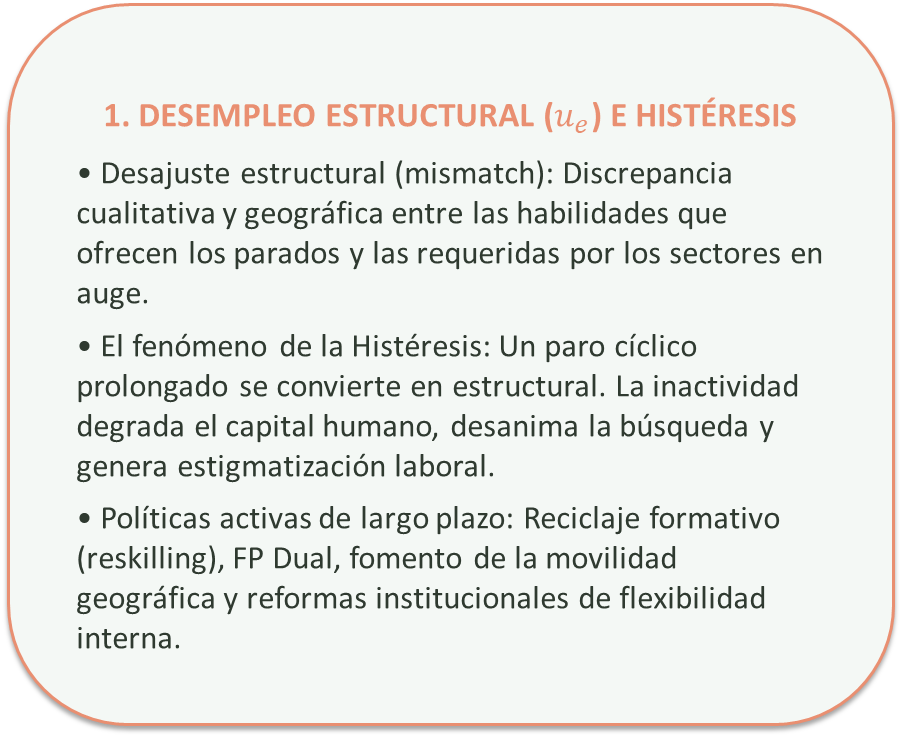 1. DESEMPLEO ESTRUCTURAL (𝑢ₑ) E HISTÉRESIS
• Desajuste estructural (mismatch): Discrepancia
cualitativa y geográfica entre las habilidades que
ofrecen los parados y las requeridas por los sectores en
auge.
• El fenómeno de la Histéresis: Un paro cíclico
prolongado se convierte en estructural. La inactividad
degrada el capital humano, desanima la búsqueda y
genera estigmatización laboral.
• Políticas activas de largo plazo: Reciclaje formativo
(reskilling), FP Dual, fomento de la movilidad
geográfica y reformas institucionales de flexibilidad
interna.